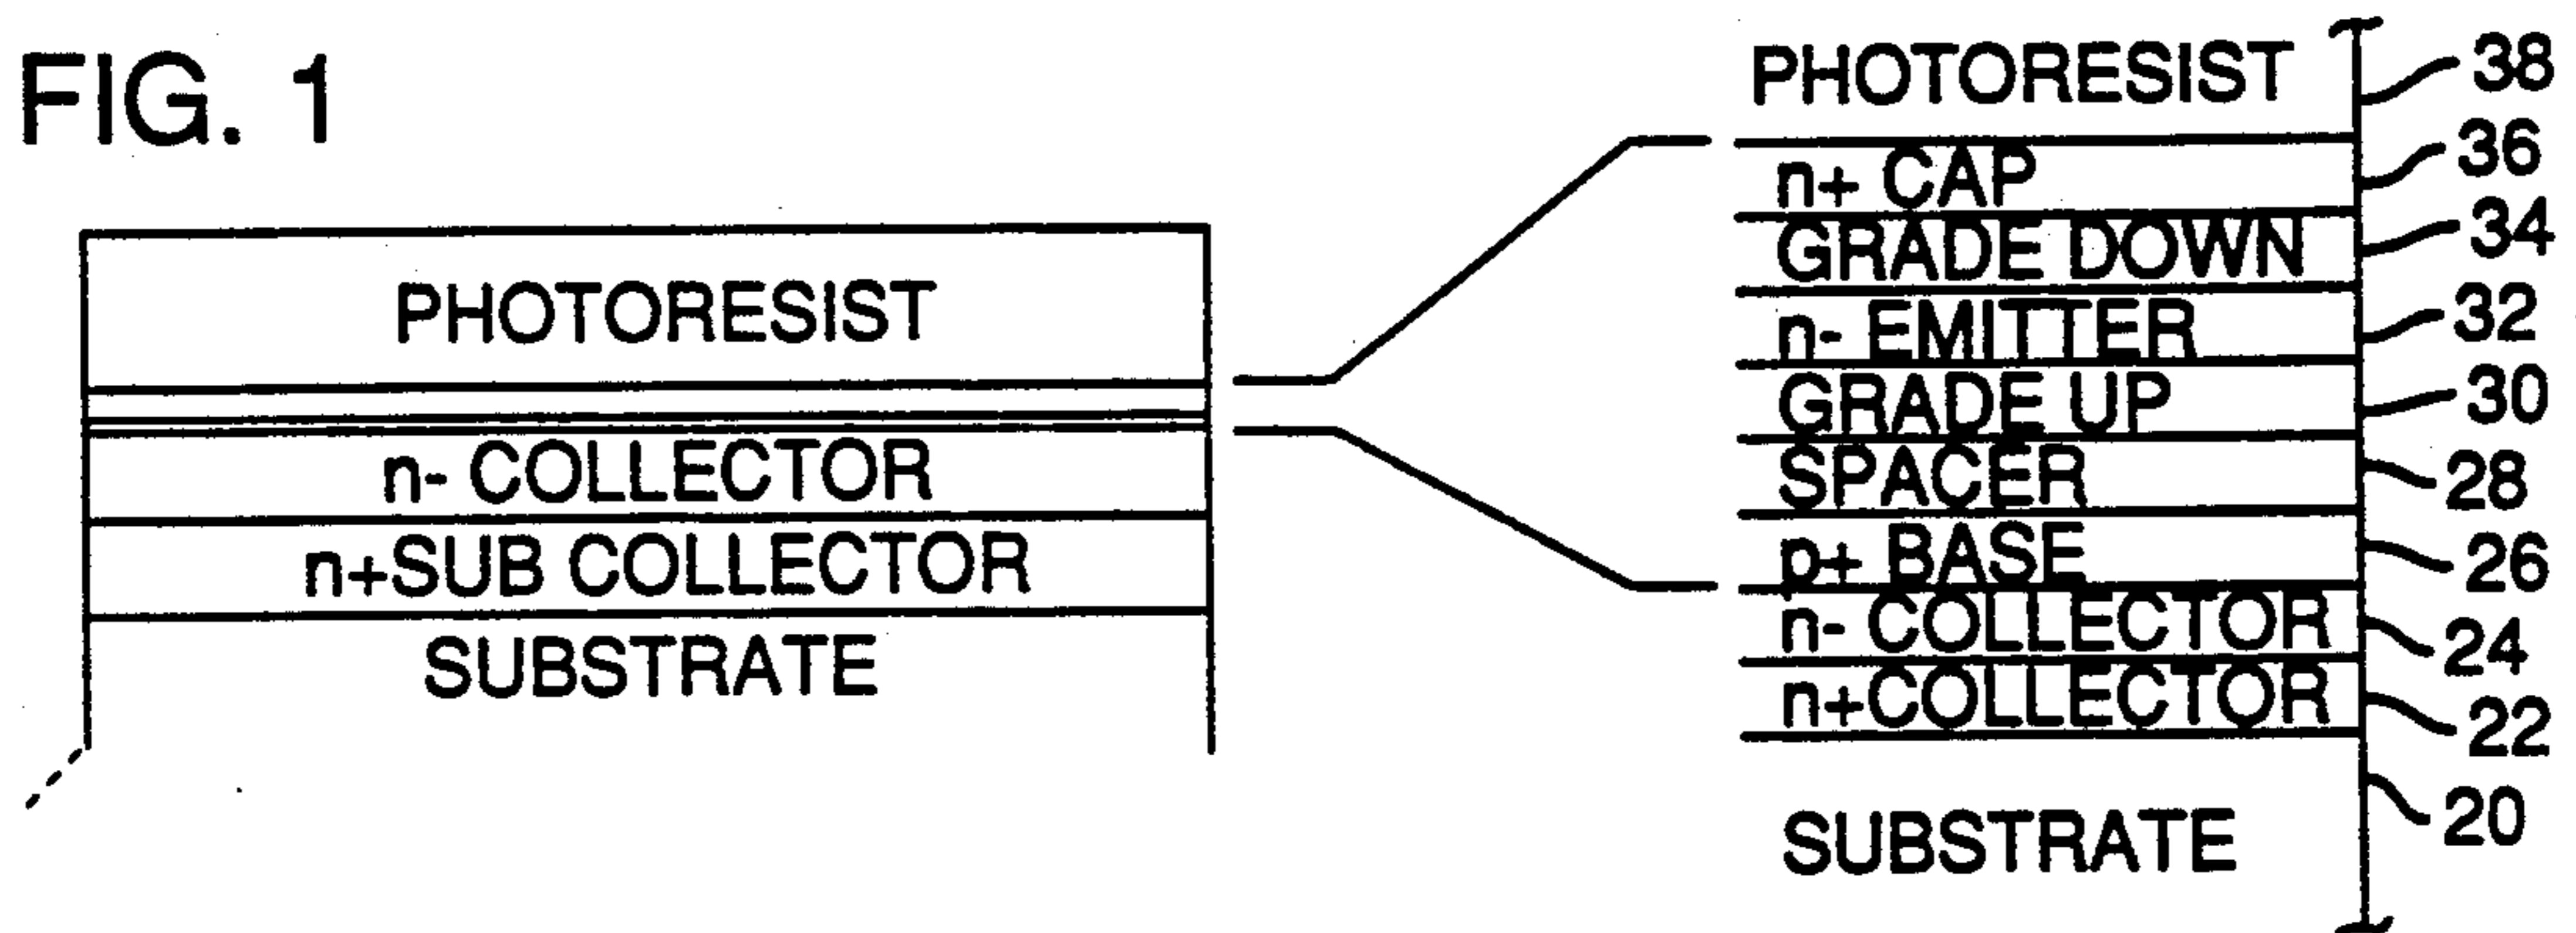 FIG. 1
PHOTORESIST
n- COLLECTOR
n+SUB COLLECTOR
SUBSTRATE
PHOTORESIST 38
n+ CAP 36
GRADE DOWN 34
n- EMITTER 32
GRADE UP 30
SPACER 28
p+ BASE 26
n- COLLECTOR 24
n+COLLECTOR 22
SUBSTRATE 20